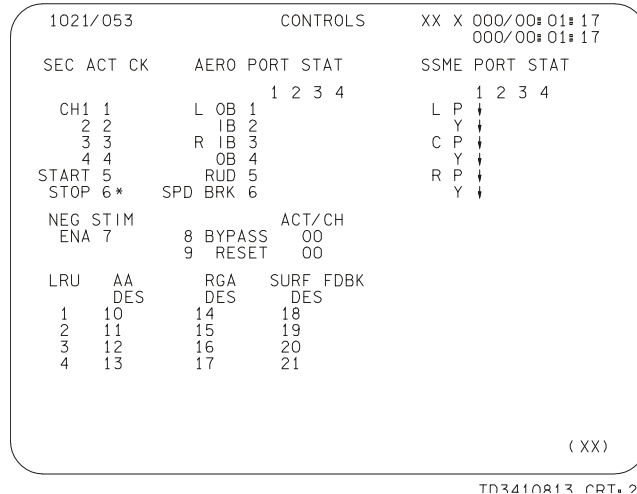 1021/053 CONTROLS XX X 000/00:01:17
000/00:01:17
SEC ACT CK AERO PORT STAT SSME PORT STAT
1 2 3 4 1 2 3 4
CH1 1 L OB 1 L P ↓
2 2 IB 2 Y ↓
3 3 R IB 3 C P ↓
4 4 OB 4 Y ↓
START 5 RUD 5 R P ↓
STOP 6* SPD BRK 6 Y ↓
NEG STIM ACT/CH
ENA 7 8 BYPASS 00
9 RESET 00
LRU AA RGA SURF FDBK
DES DES DES
1 10 14 18
2 11 15 19
3 12 16 20
4 13 17 21
(XX)
TD3410813 CRT: 2